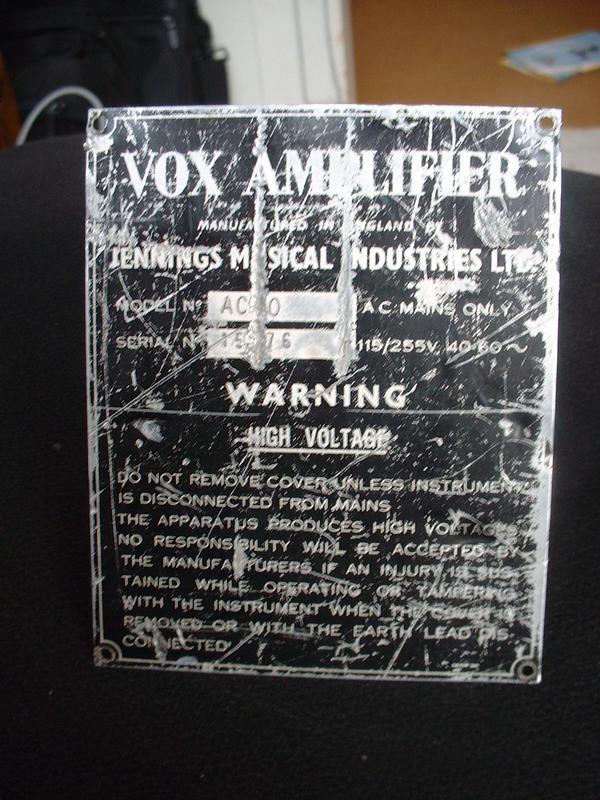 VOX AMPLIFIER
MANUFACTURED IN ENGLAND BY
JENNINGS MUSICAL INDUSTRIES LTD
MODEL No A.C. MAINS ONLY
SERIAL No 115/255V. 40-60~
WARNING
HIGH VOLTAGE
DO NOT REMOVE COVER UNLESS INSTRUMENT
IS DISCONNECTED FROM MAINS
THE APPARATUS PRODUCES HIGH VOLTAGES
NO RESPONSIBILITY WILL BE ACCEPTED BY
THE MANUFACTURERS IF AN INJURY IS SUS-
TAINED WHILE OPERATING OR TAMPERING
WITH THE INSTRUMENT WHEN THE COVER IS
REMOVED OR WITH THE EARTH LEAD DIS-
CONNECTED